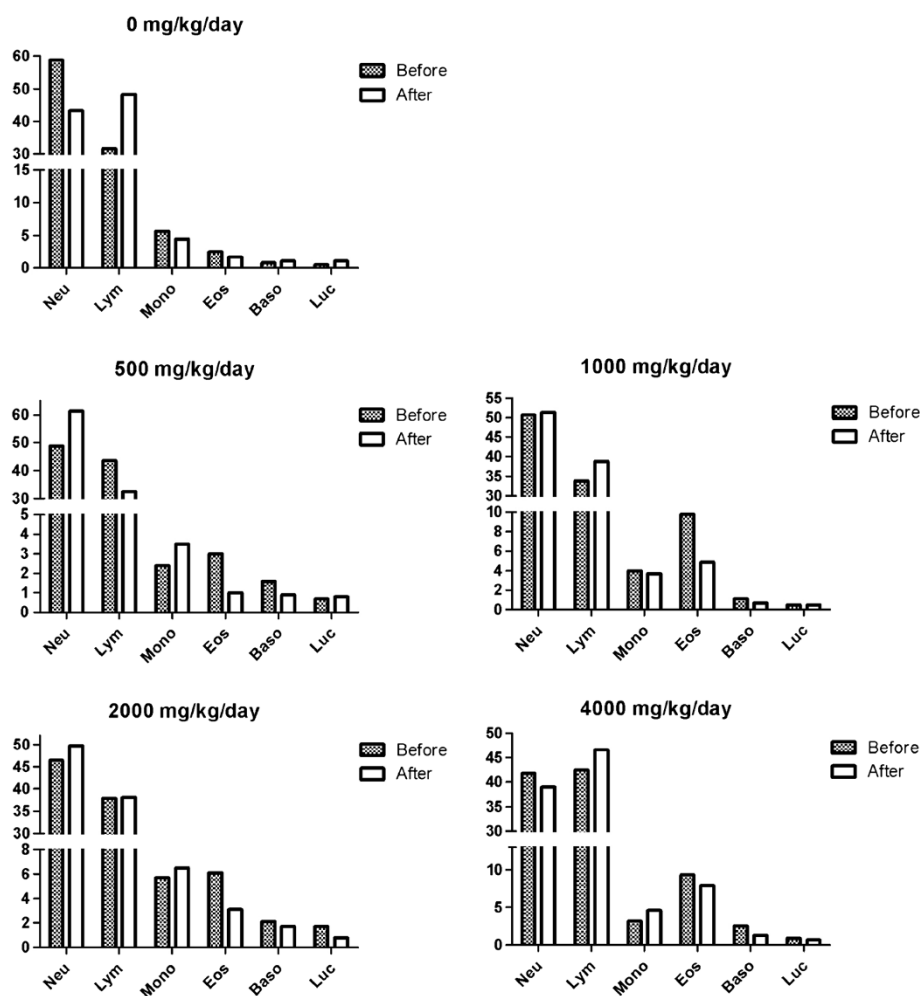 0 mg/kg/day
Before
After
60
50
40
30
15
10
5
0
Neu Lym Mono Eos Baso Luc
500 mg/kg/day
Before
After
60
50
40
30
5
4
3
2
1
0
Neu Lym Mono Eos Baso Luc
1000 mg/kg/day
Before
After
55
50
45
40
35
30
10
8
6
4
2
0
Neu Lym Mono Eos Baso Luc
2000 mg/kg/day
Before
After
50
45
40
35
30
8
6
4
2
0
Neu Lym Mono Eos Baso Luc
4000 mg/kg/day
Before
After
50
45
40
35
30
10
5
0
Neu Lym Mono Eos Baso Luc